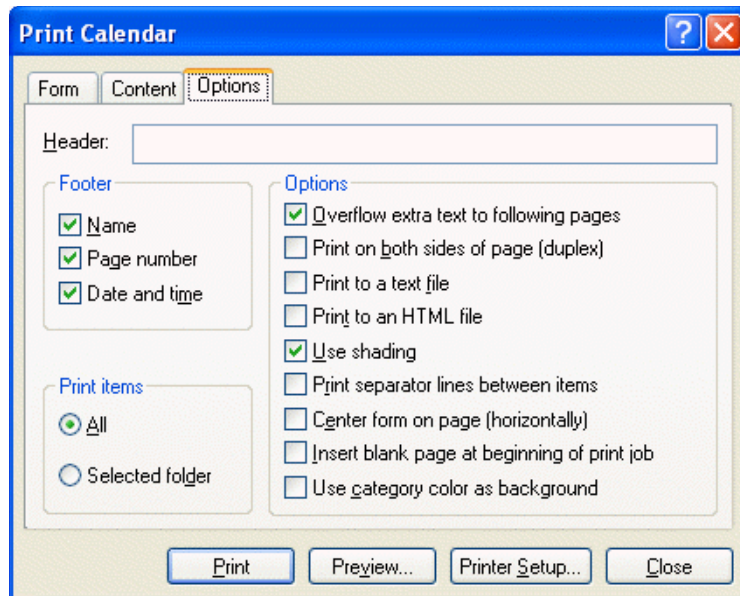 Print Calendar
Form Content Options
Header:
Footer
Name
Page number
Date and time
Print items
All
Selected folder
Options
Overflow extra text to following pages
Print on both sides of page (duplex)
Print to a text file
Print to an HTML file
Use shading
Print separator lines between items
Center form on page (horizontally)
Insert blank page at beginning of print job
Use category color as background
Print Preview... Printer Setup... Close